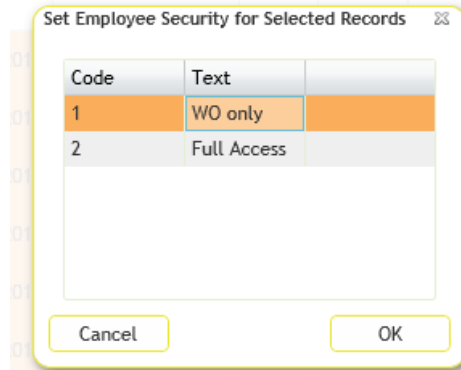 Set Employee Security for Selected Records
Code Text
1 WO only
2 Full Access
Cancel OK